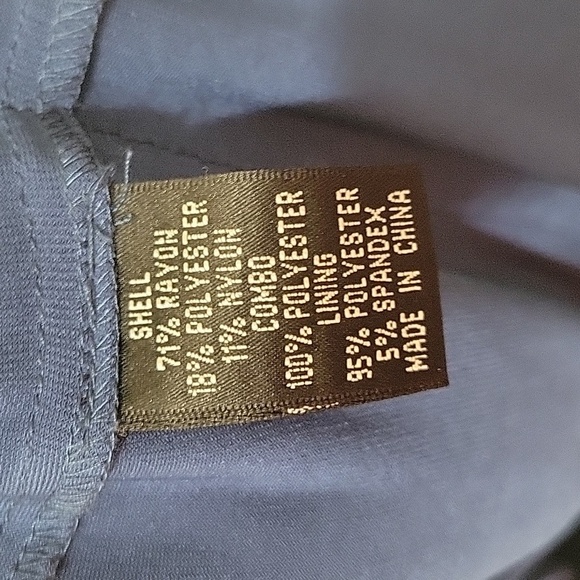 SHELL
71% RAYON
18% POLYESTER
11% NYLON
COMBO
100% POLYESTER
LINING
95% POLYESTER
5% SPANDEX
MADE IN CHINA